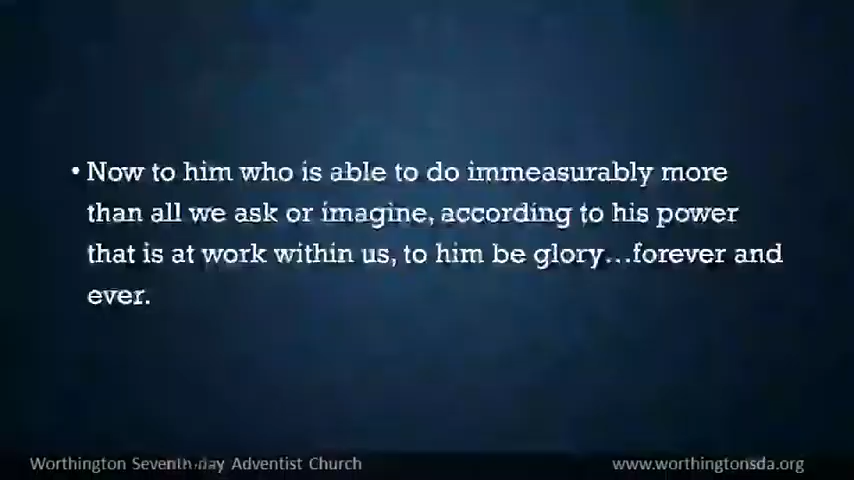 • Now to him who is able to do immeasurably more
than all we ask or imagine, according to his power
that is at work within us, to him be glory...forever and
ever.
Worthington Seventh-day Adventist Church
www.worthingtonsda.org